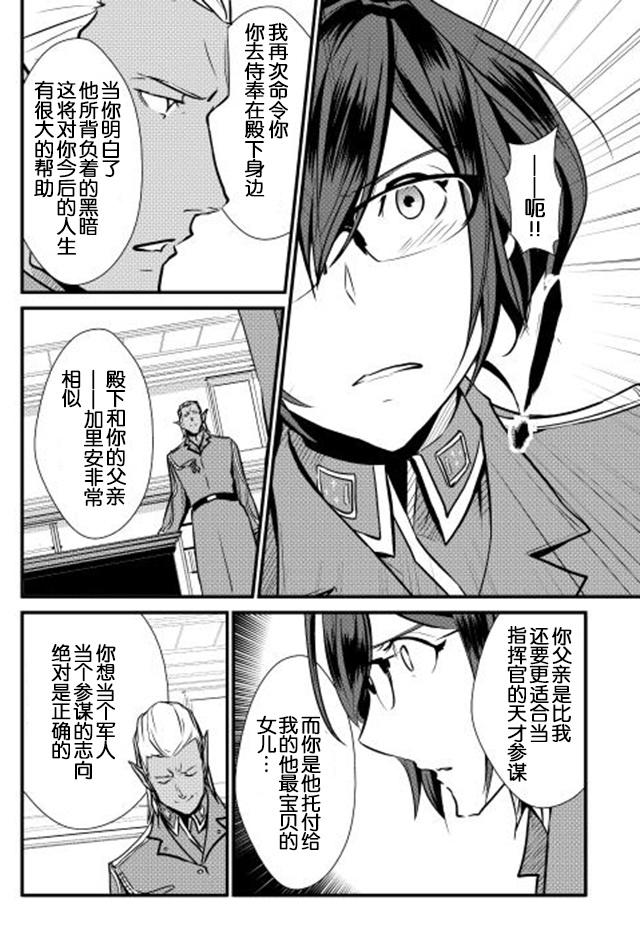 ——呃!!
我再次命令你
你去侍奉在殿下身边
当你明白了
他所背负着的黑暗
这将对你今后的人生
有很大的帮助
殿下和你的父亲
——加里安非常
相似
你父亲是比我
还要更适合当
指挥官的天才参谋
而你是他托付给
我的他最宝贝的
女儿…
你想当个军人
当个参谋的志向
绝对是正确的